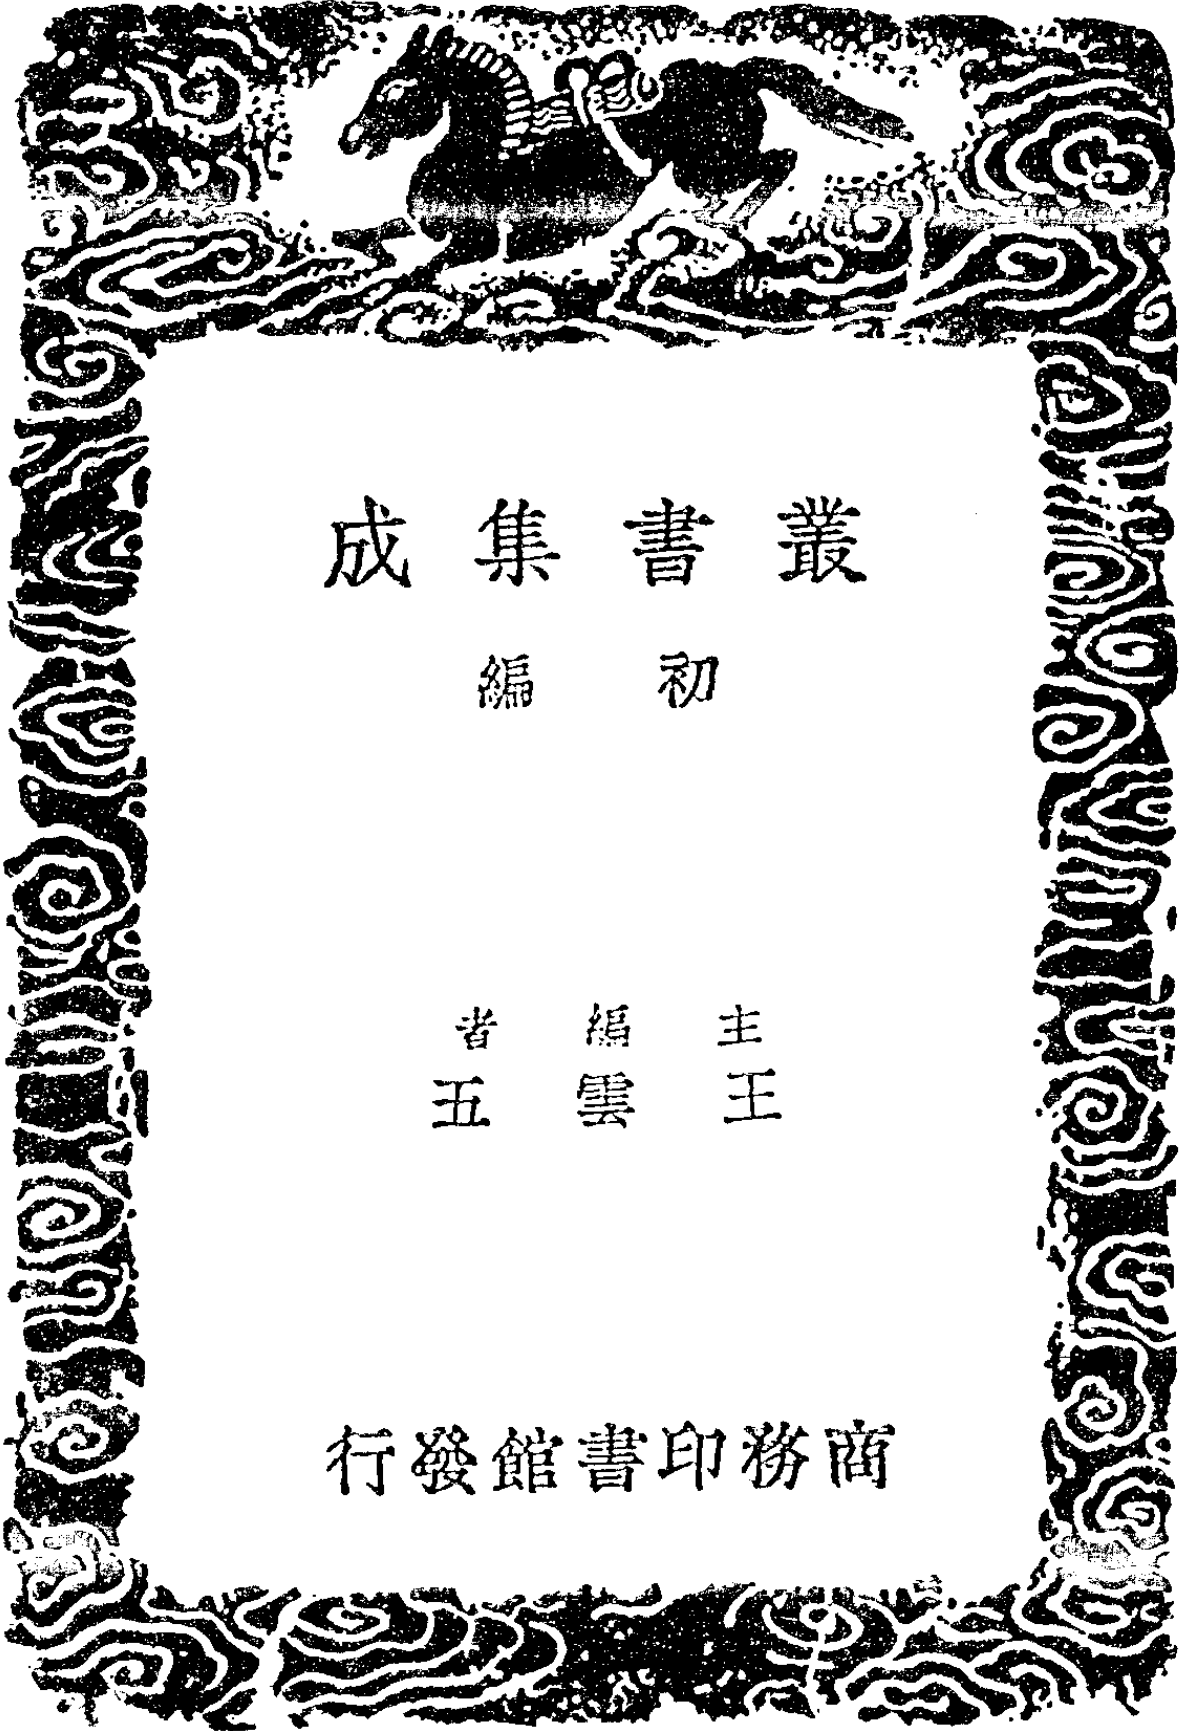 叢書集成
初編
主編者
王雲五
商務印書館發行